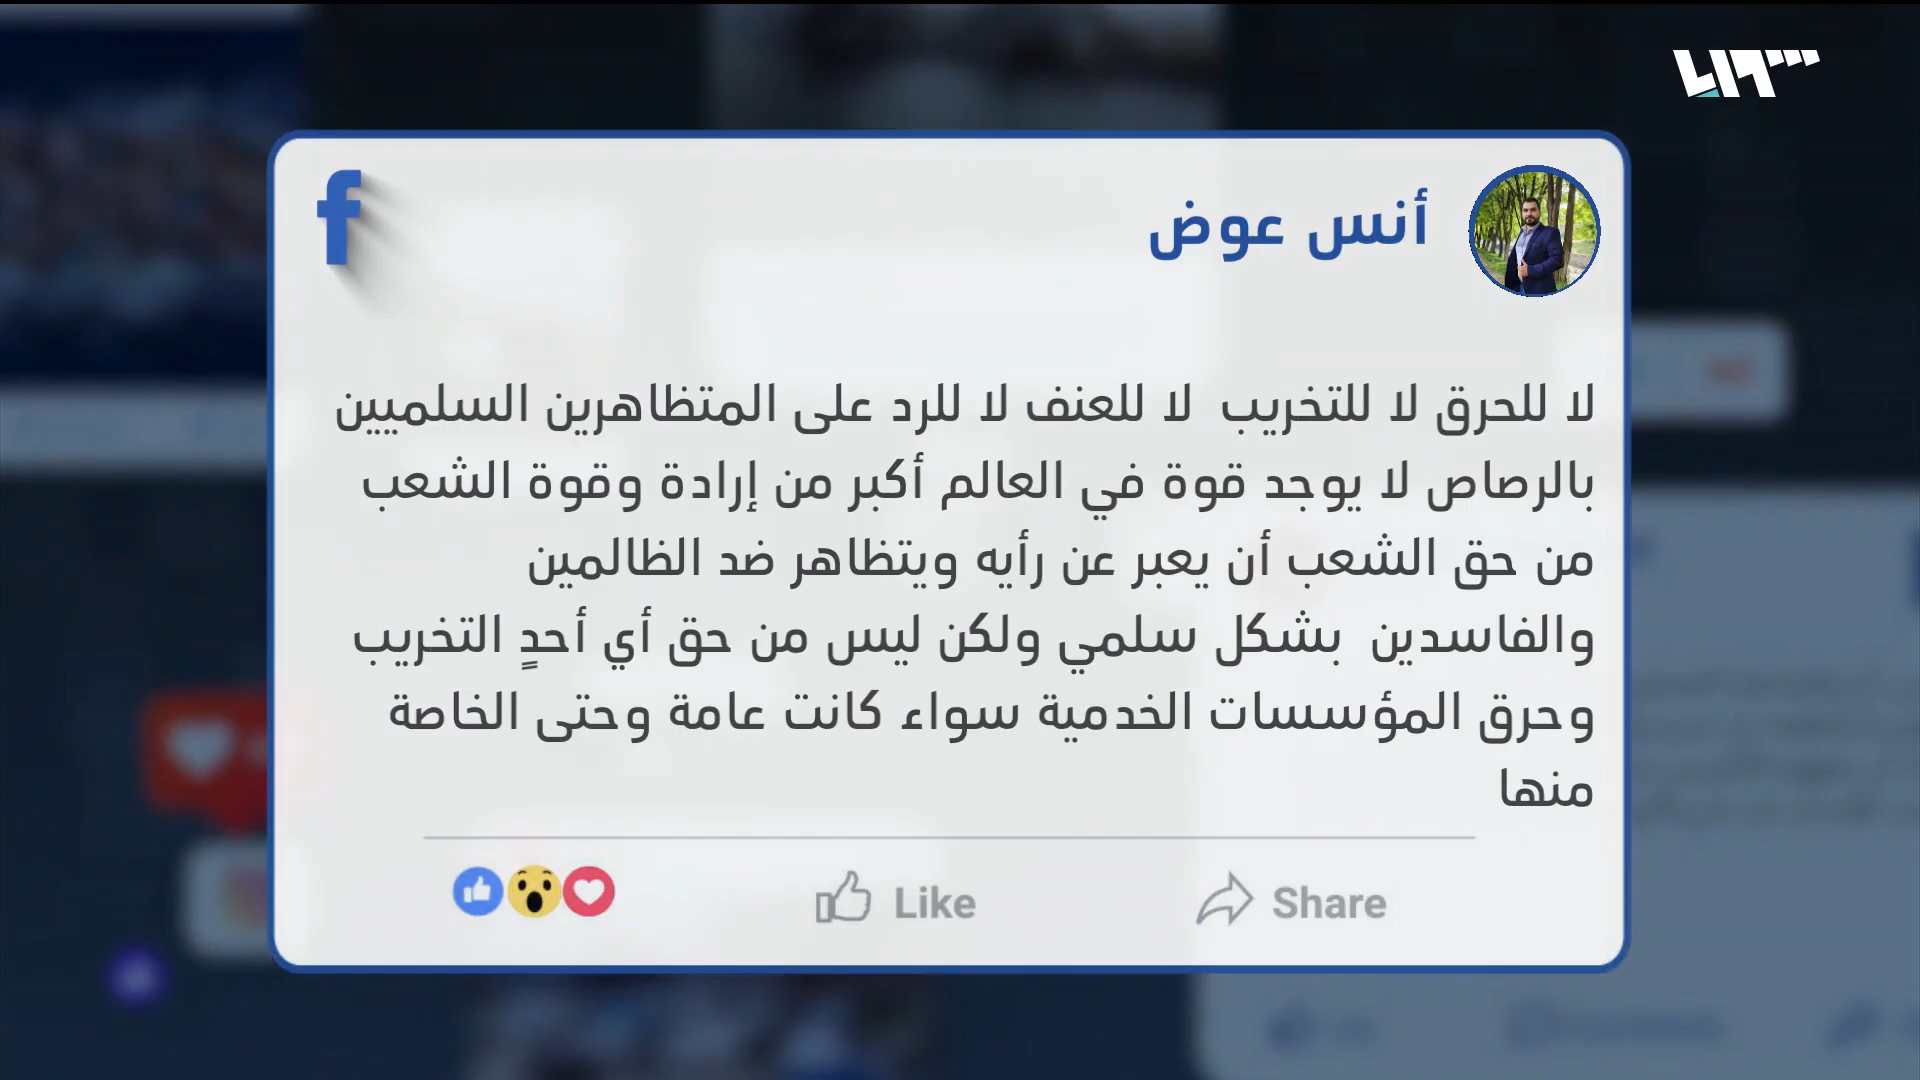 أنس عوض
لا للحرق لا للتخريب لا للعنف لا للرد على المتظاهرين السلميين
بالرصاص لا يوجد قوة في العالم أكبر من إرادة وقوة الشعب
من حق الشعب أن يعبر عن رأيه ويتظاهر ضد الظالمين
والفاسدين بشكل سلمي ولكن ليس من حق أي أحدٍ التخريب
وحرق المؤسسات الخدمية سواء كانت عامة وحتى الخاصة
منها
Like
Share